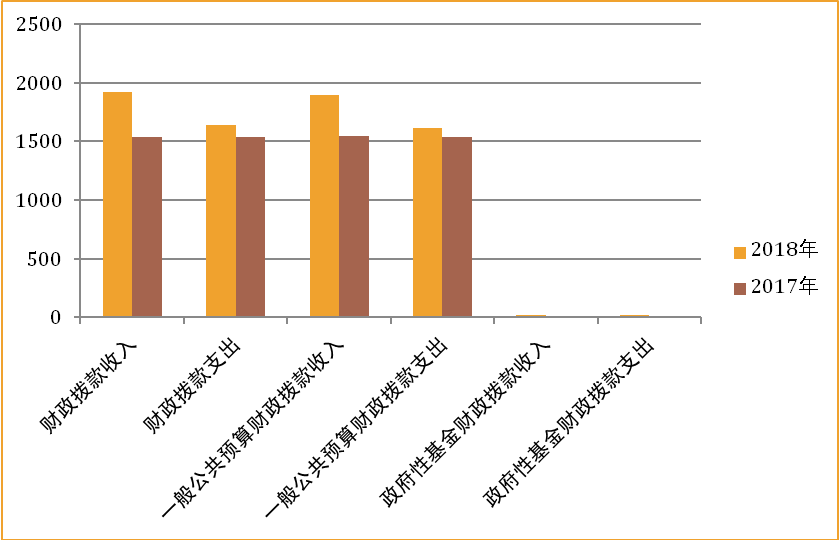 2500
2000
1500
1000
500
0
2018年
2017年
财政拨款收入
财政拨款支出
一般公共预算财政拨款收入
一般公共预算财政拨款支出
政府性基金财政拨款收入
政府性基金财政拨款支出